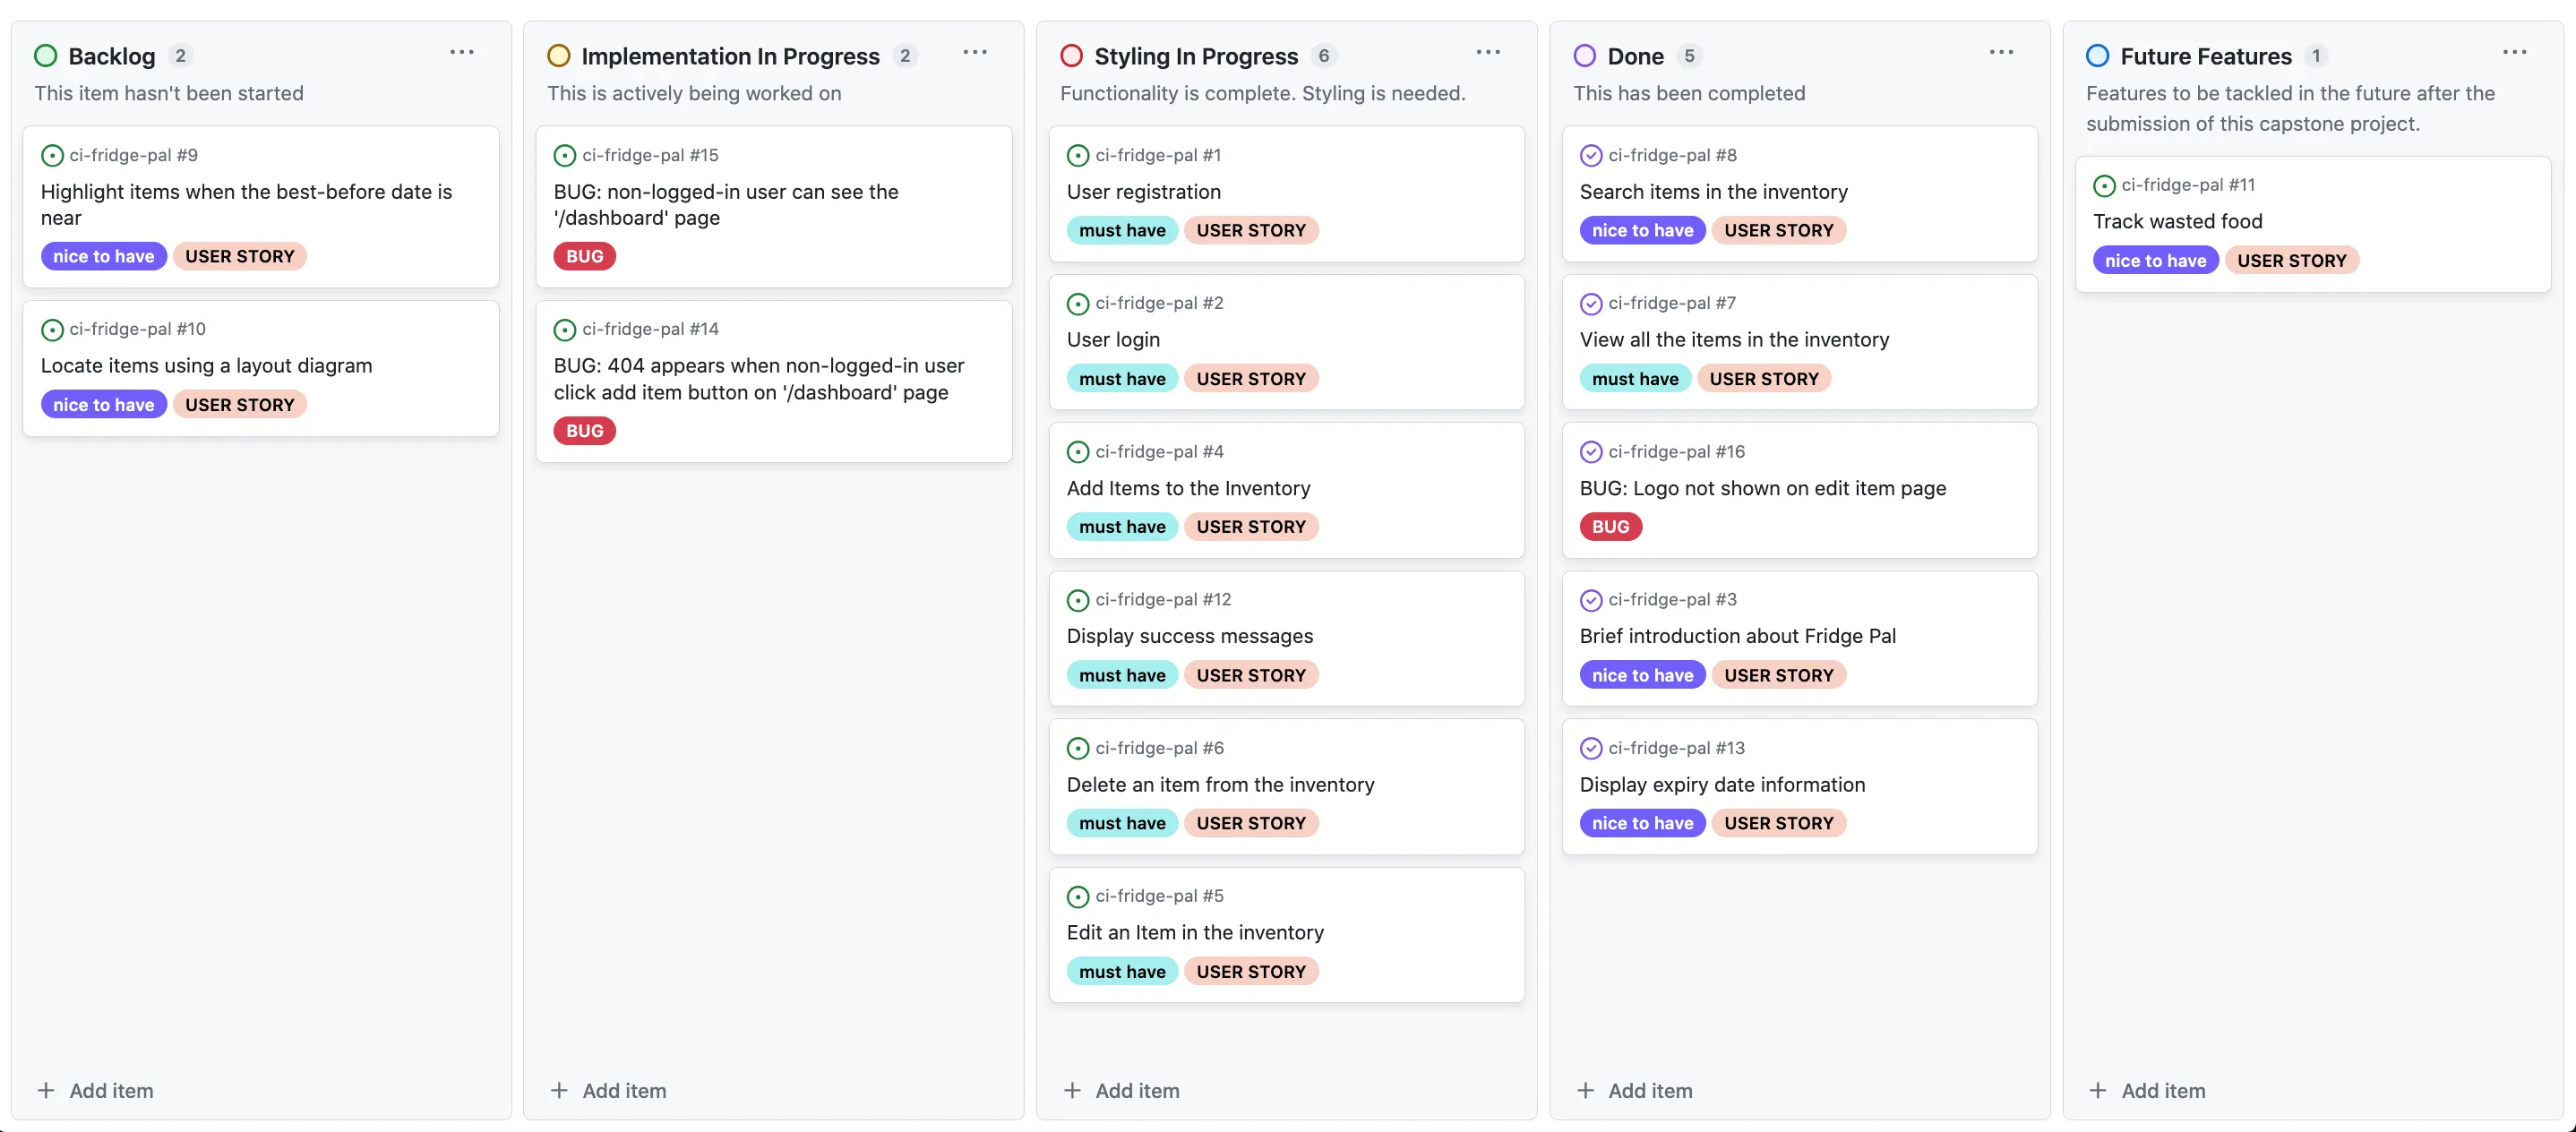 Backlog 2
This item hasn't been started
ci-fridge-pal #9
Highlight items when the best-before date is
near
nice to have USER STORY
ci-fridge-pal #10
Locate items using a layout diagram
nice to have USER STORY
Add item
Implementation In Progress 2
This is actively being worked on
ci-fridge-pal #15
BUG: non-logged-in user can see the
'/dashboard' page
BUG
ci-fridge-pal #14
BUG: 404 appears when non-logged-in user
click add item button on '/dashboard' page
BUG
Add item
Styling In Progress 6
Functionality is complete. Styling is needed.
ci-fridge-pal #1
User registration
must have USER STORY
ci-fridge-pal #2
User login
must have USER STORY
ci-fridge-pal #4
Add Items to the Inventory
must have USER STORY
ci-fridge-pal #12
Display success messages
must have USER STORY
ci-fridge-pal #6
Delete an item from the inventory
must have USER STORY
ci-fridge-pal #5
Edit an Item in the inventory
must have USER STORY
Add item
Done 5
This has been completed
ci-fridge-pal #8
Search items in the inventory
nice to have USER STORY
ci-fridge-pal #7
View all the items in the inventory
must have USER STORY
ci-fridge-pal #16
BUG: Logo not shown on edit item page
BUG
ci-fridge-pal #3
Brief introduction about Fridge Pal
nice to have USER STORY
ci-fridge-pal #13
Display expiry date information
nice to have USER STORY
Add item
Future Features 1
Features to be tackled in the future after the
submission of this capstone project.
ci-fridge-pal #11
Track wasted food
nice to have USER STORY
Add item